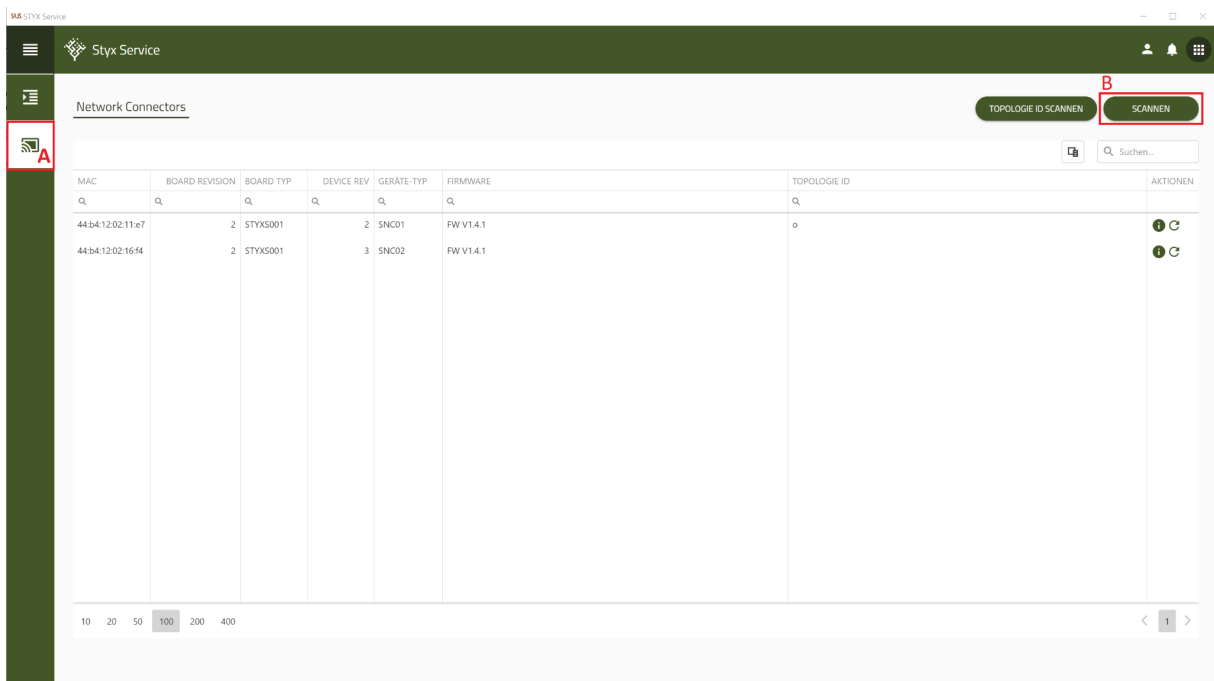 SIUS STYX Service
Styx Service
B
Network Connectors
TOPOLOGIE ID SCANNEN
SCANNEN
A
Suchen...
MAC BOARD REVISION BOARD TYP DEVICE REV GERÄTE-TYP FIRMWARE TOPOLOGIE ID AKTIONEN
44:b4:12:02:11:e7 2 STYXS001 2 SNC01 FW V1.4.1 o
44:b4:12:02:16:f4 2 STYXS001 3 SNC02 FW V1.4.1
10 20 50 100 200 400 1